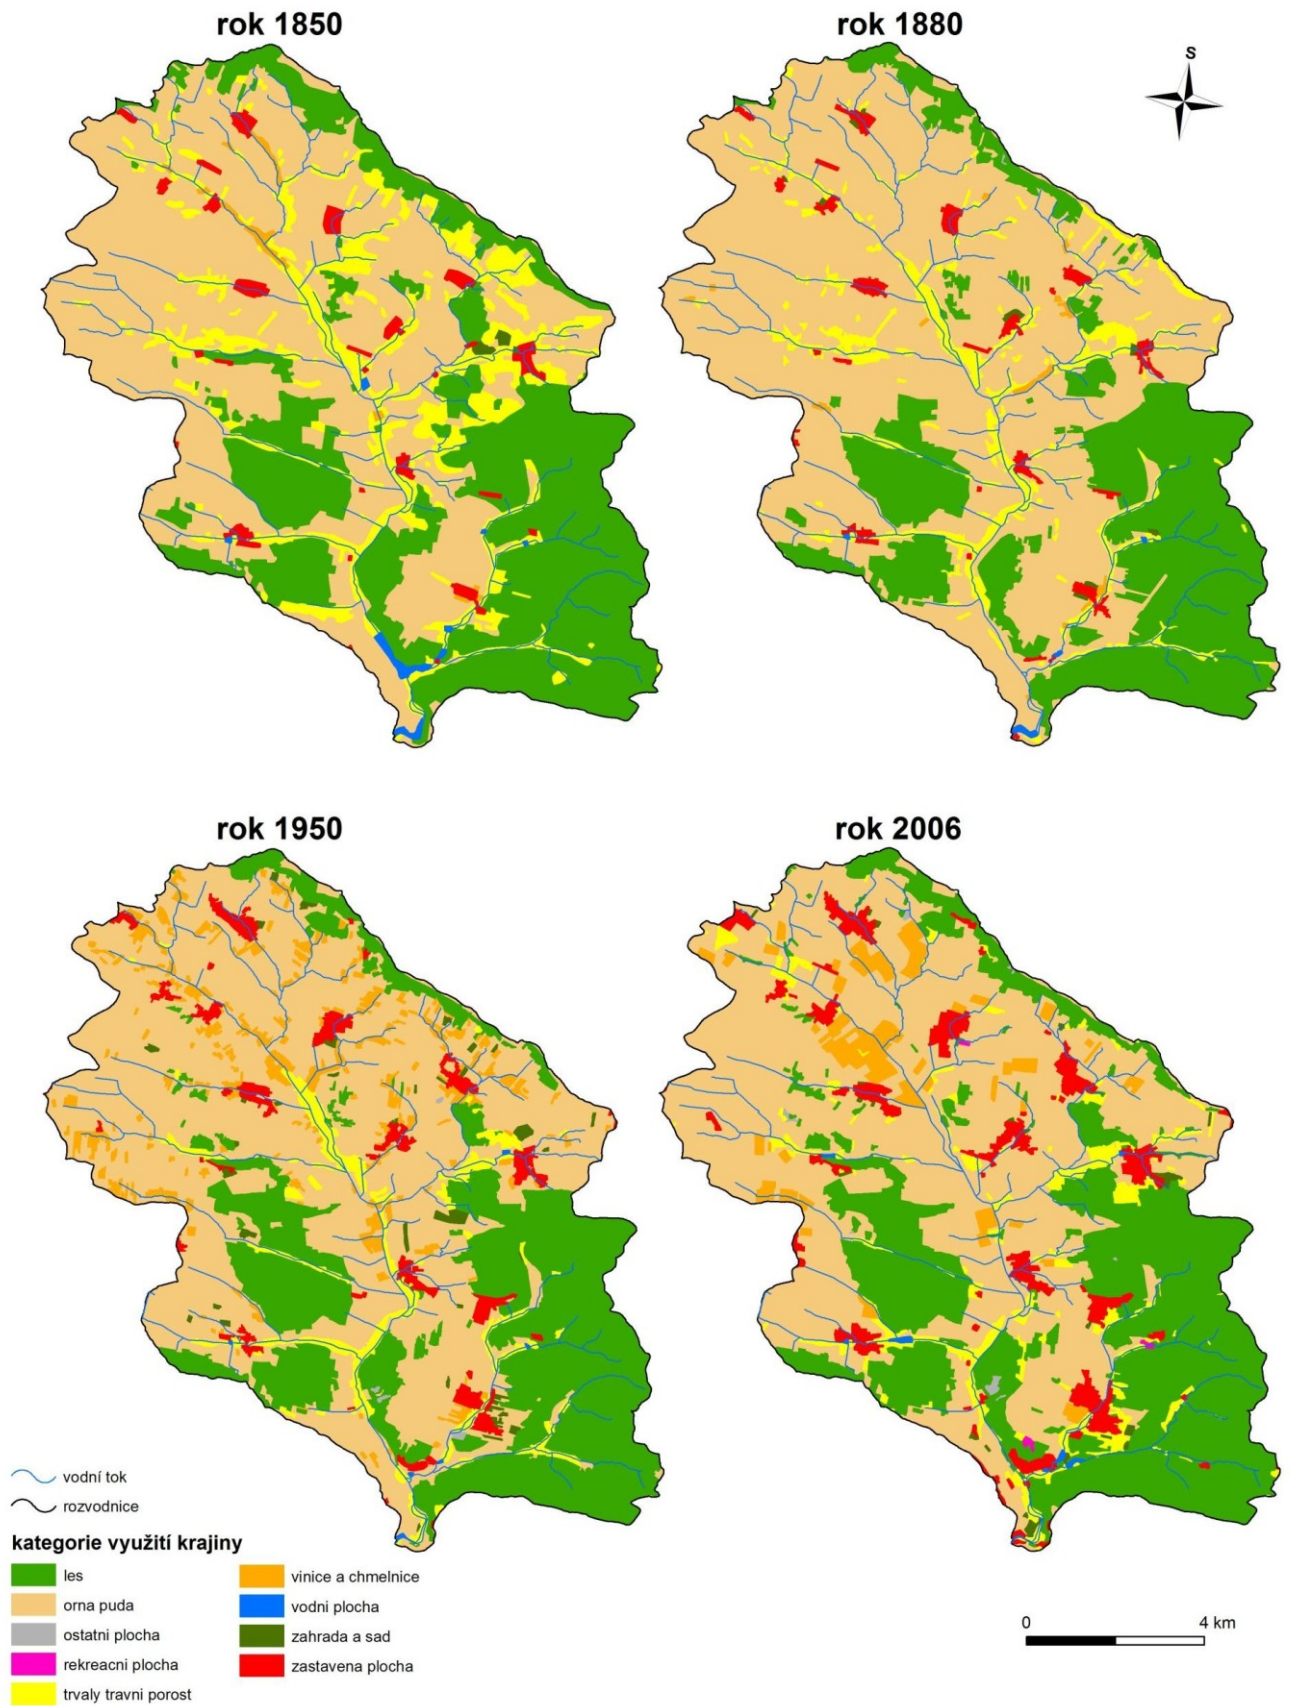 rok 1850
rok 1880
S
rok 1950
rok 2006
vodní tok
rozvodnice
kategorie využití krajiny
les
orna puda
ostatni plocha
rekreacni plocha
trvaly travni porost
vinice a chmelnice
vodni plocha
zahrada a sad
zastavena plocha
0 4 km